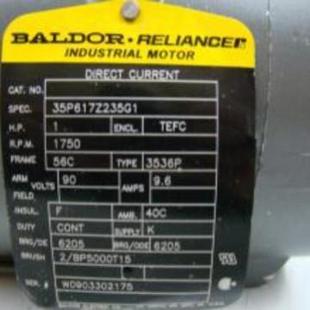 BALDOR • RELIANCE
INDUSTRIAL MOTOR
DIRECT CURRENT
CAT. NO.
SPEC. 35P617Z235G1
H.P. 1 ENCL. TEFC
R.P.M. 1750
FRAME 56C TYPE 3536P
ARM VOLTS 90 AMPS 9.6
FIELD
INSUL. F AMB. 40C
DUTY CONT SUPPLY K
BRG/DE 6205 BRG/ODE 6205
BRUSH 2/BP5000T15
SER. # W0903302175